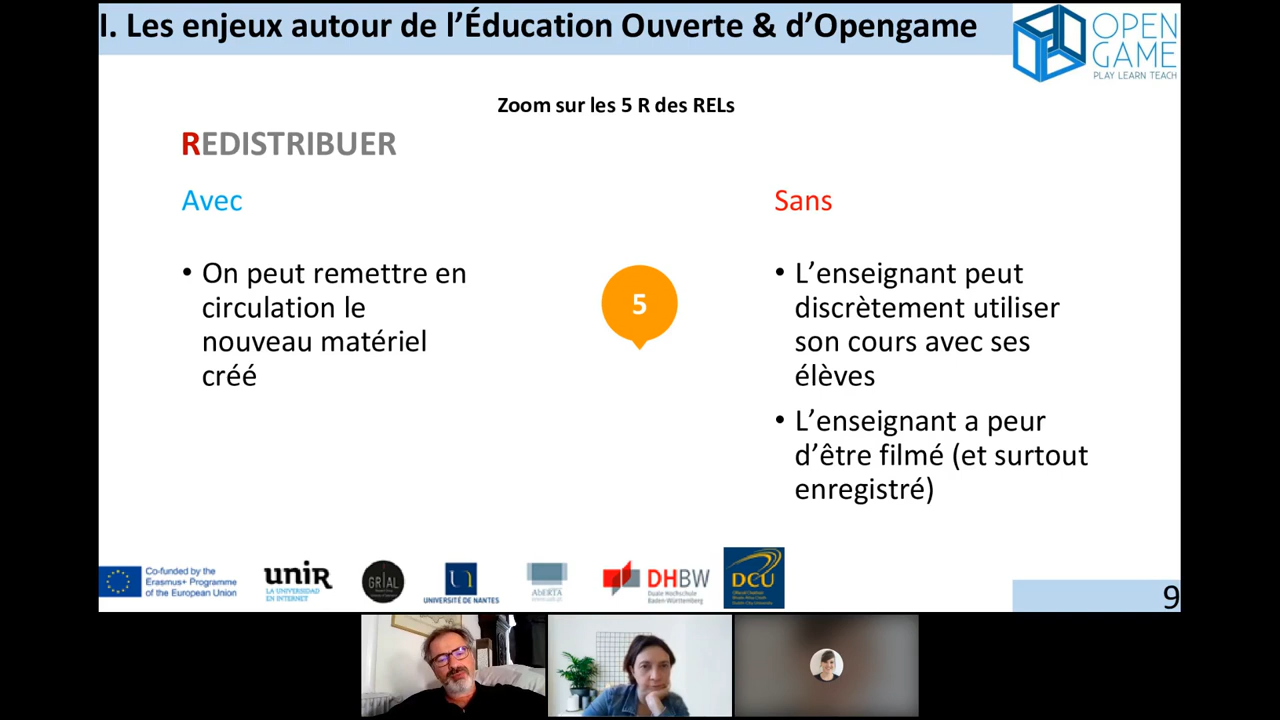 I. Les enjeux autour de l’Éducation Ouverte & d’Opengame
OPEN
GAME
PLAY LEARN TEACH
Zoom sur les 5 R des RELs
REDISTRIBUER
Avec
Sans
• On peut remettre en
circulation le
nouveau matériel
créé
5
• L’enseignant peut
discrètement utiliser
son cours avec ses
élèves
• L’enseignant a peur
d’être filmé (et surtout
enregistré)
Co-funded by the
Erasmus+ Programme
of the European Union
unir
LA UNIVERSIDAD
EN INTERNET
GRIAL
UNIVERSITÉ DE NANTES
AbERTA
DHBW
Duale Hochschule
Baden-Württemberg
DCU
9